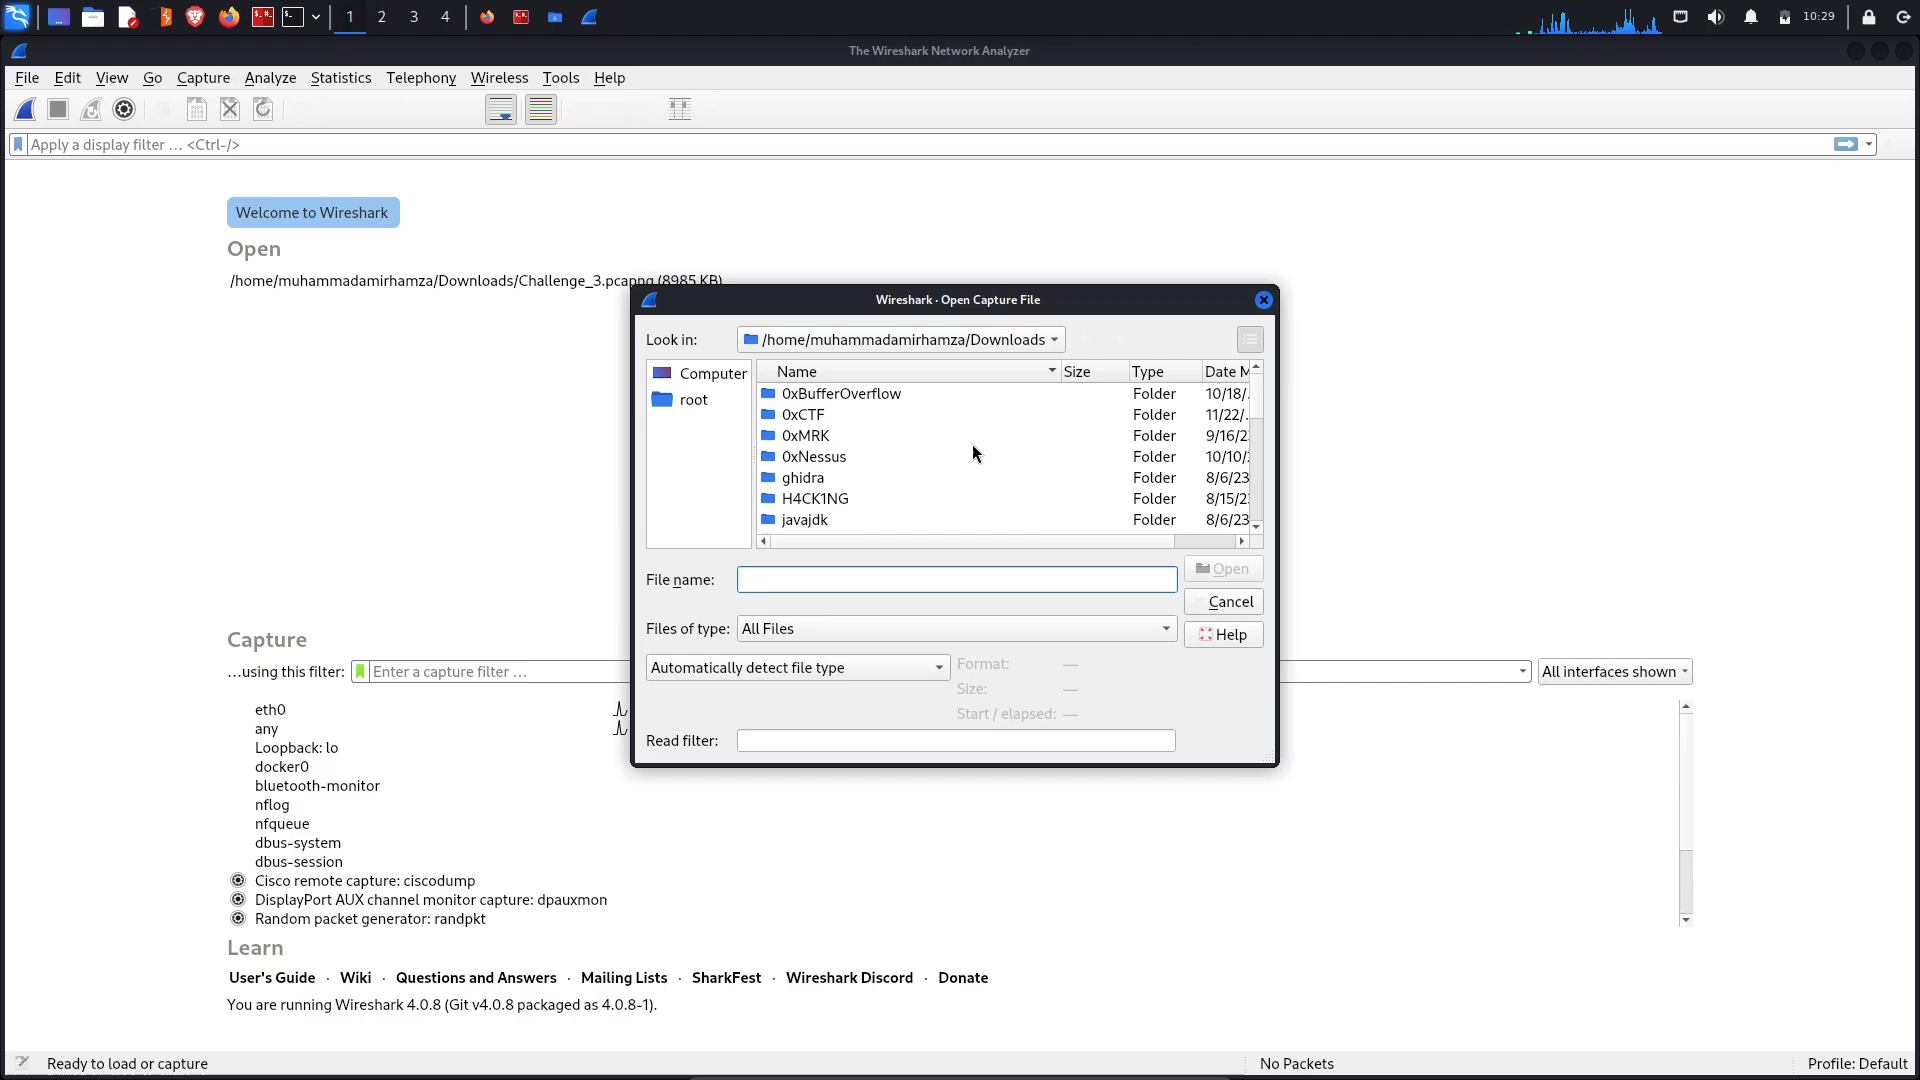 1 2 3 4 10:29
The Wireshark Network Analyzer
File Edit View Go Capture Analyze Statistics Telephony Wireless Tools Help
Apply a display filter … <Ctrl-/>
Welcome to Wireshark
Open
/home/muhammadamirhamza/Downloads/Challenge_3.pcapng (8985 KB)
Wireshark · Open Capture File
Look in: /home/muhammadamirhamza/Downloads
Computer
root
Name Size Type Date M
0xBufferOverflow Folder 10/18/.
0xCTF Folder 11/22/.
0xMRK Folder 9/16/2
0xNessus Folder 10/10/
ghidra Folder 8/6/23
H4CK1NG Folder 8/15/2
javajdk Folder 8/6/23
File name: Open
Cancel
Files of type: All Files Help
Automatically detect file type Format: —
Size: —
Start / elapsed: —
Read filter:
Capture
…using this filter: Enter a capture filter … All interfaces shown
eth0
any
Loopback: lo
docker0
bluetooth-monitor
nflog
nfqueue
dbus-system
dbus-session
Cisco remote capture: ciscodump
DisplayPort AUX channel monitor capture: dpauxmon
Random packet generator: randpkt
Learn
User's Guide · Wiki · Questions and Answers · Mailing Lists · SharkFest · Wireshark Discord · Donate
You are running Wireshark 4.0.8 (Git v4.0.8 packaged as 4.0.8-1).
Ready to load or capture No Packets Profile: Default